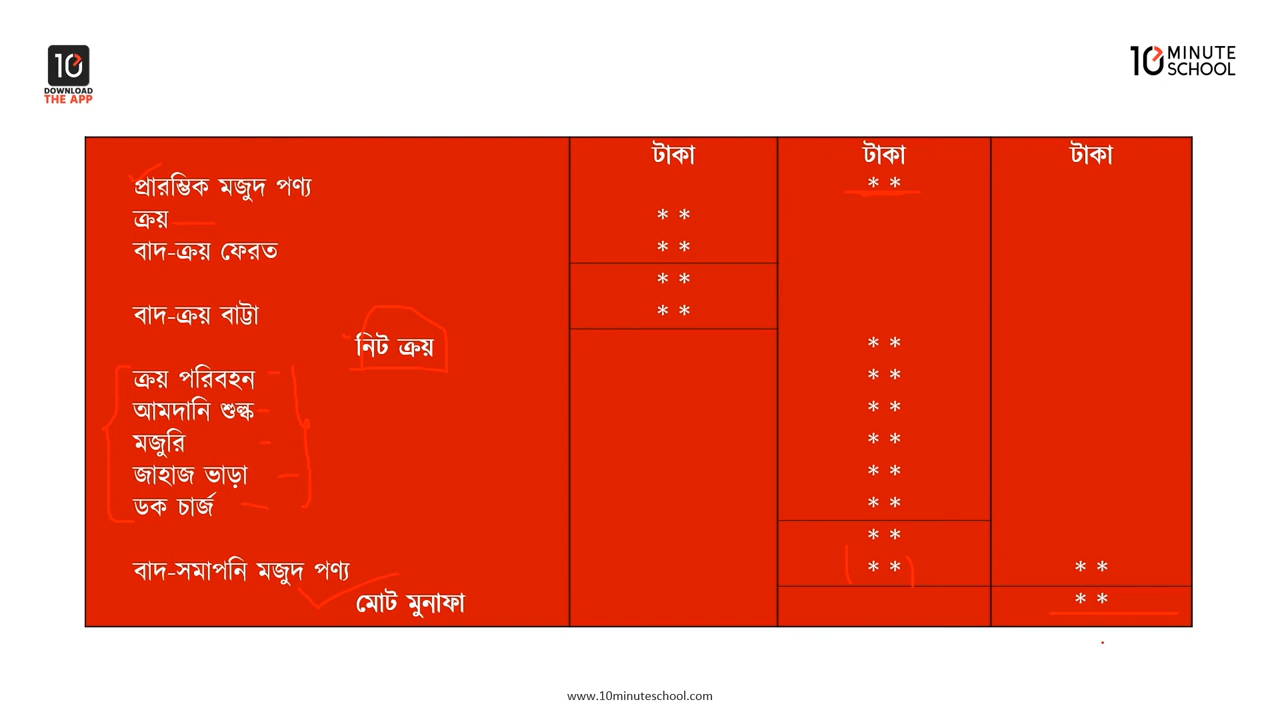 10 MINUTE SCHOOL
10
DOWNLOAD
THE APP
টাকা টাকা টাকা
প্রারম্ভিক মজুদ পণ্য * *
ক্রয় * *
বাদ-ক্রয় ফেরত * *
* *
বাদ-ক্রয় বাট্টা * *
নিট ক্রয় * *
ক্রয় পরিবহন * *
আমদানি শুল্ক * *
মজুরি * *
জাহাজ ভাড়া * *
ডক চার্জ * *
* *
বাদ-সমাপনি মজুদ পণ্য * * * *
মোট মুনাফা * *
www.10minuteschool.com